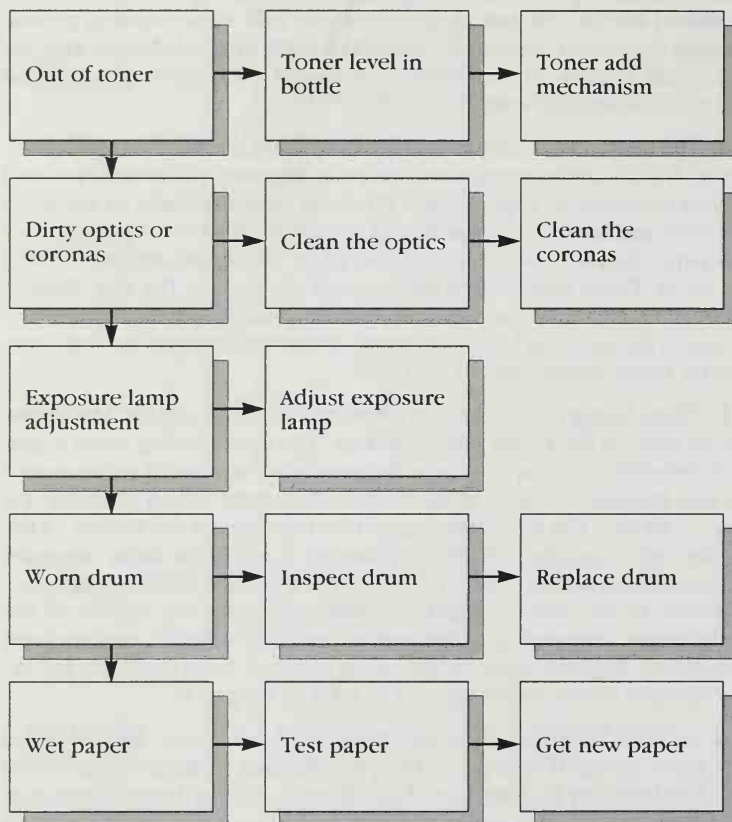 Out of toner
Toner level in
bottle
Toner add
mechanism
Dirty optics or
coronas
Clean the optics
Clean the
coronas
Exposure lamp
adjustment
Adjust exposure
lamp
Worn drum
Inspect drum
Replace drum
Wet paper
Test paper
Get new paper